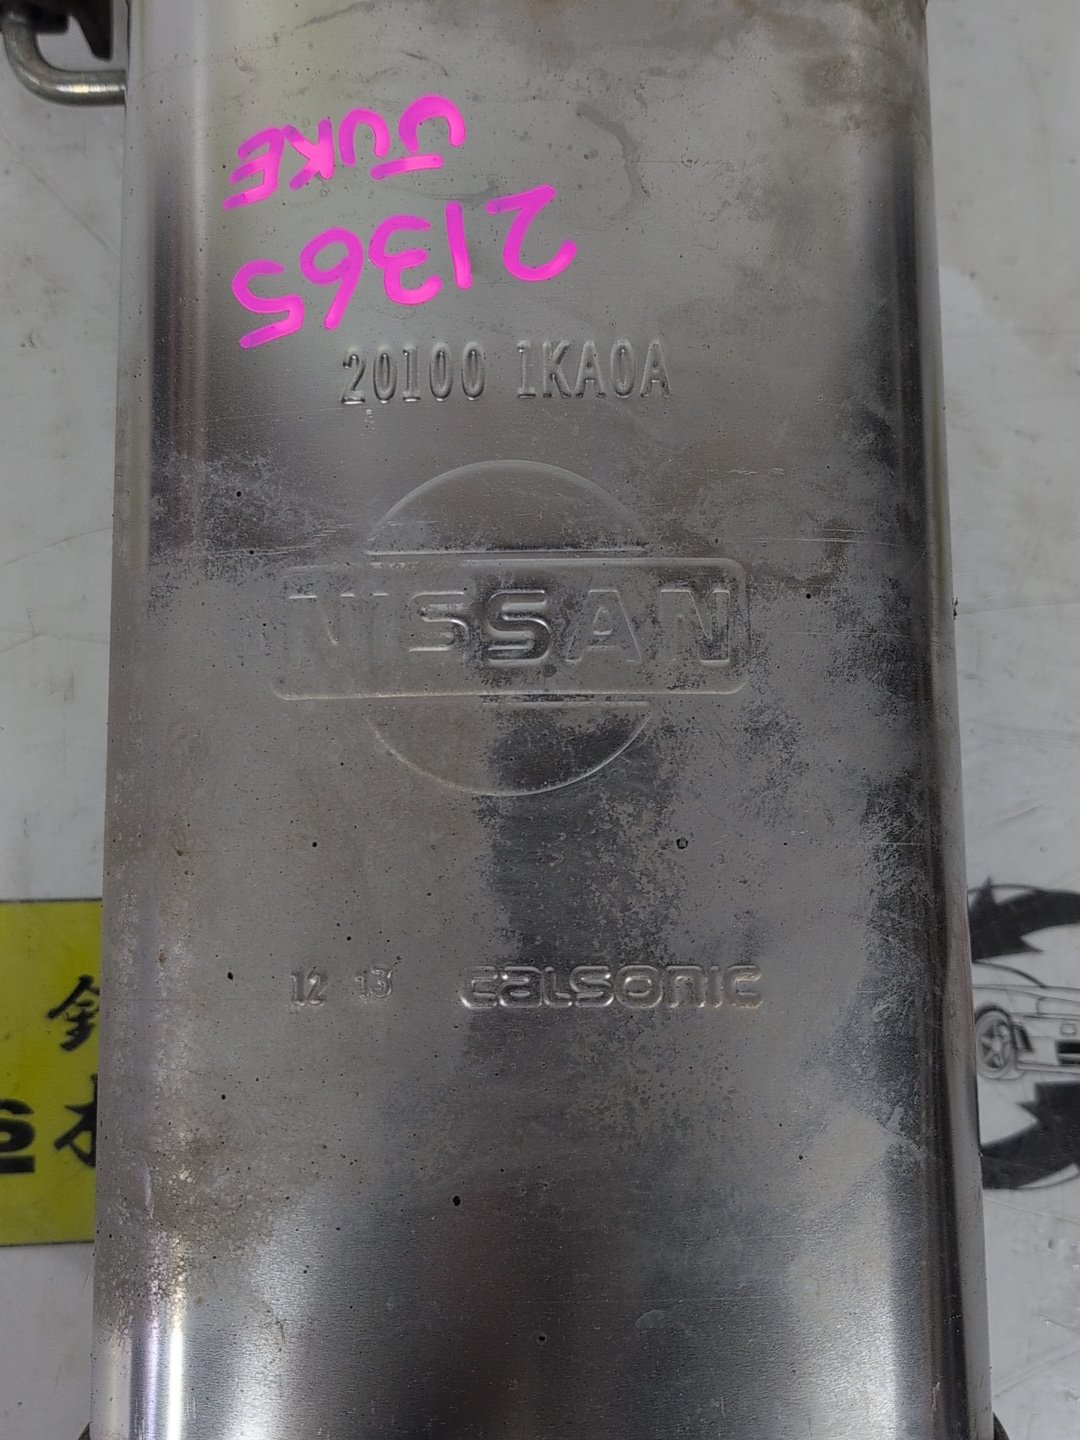 JUKE
21365
20100 1KA0A
NISSAN
12 13 CALSONIC